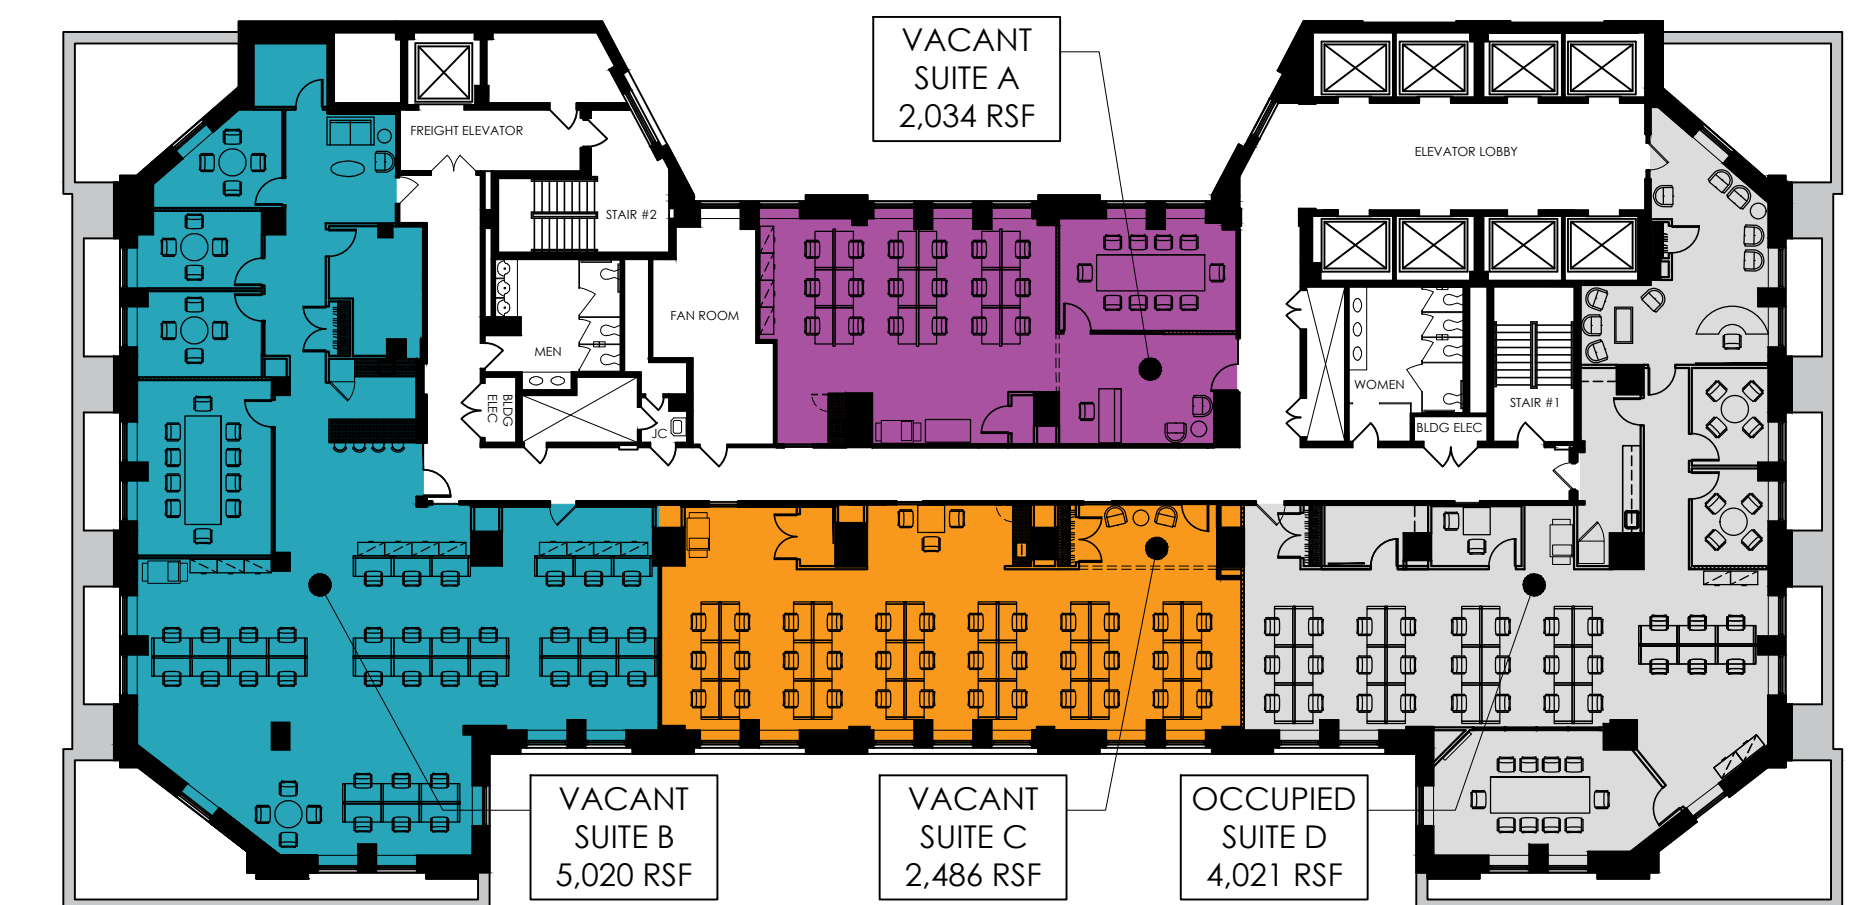 VACANT
SUITE A
2,034 RSF
FREIGHT ELEVATOR
ELEVATOR LOBBY
STAIR #2
FAN ROOM
MEN
WOMEN
STAIR #1
BLDG
ELEC
JC
BLDG ELEC
VACANT
SUITE B
5,020 RSF
VACANT
SUITE C
2,486 RSF
OCCUPIED
SUITE D
4,021 RSF